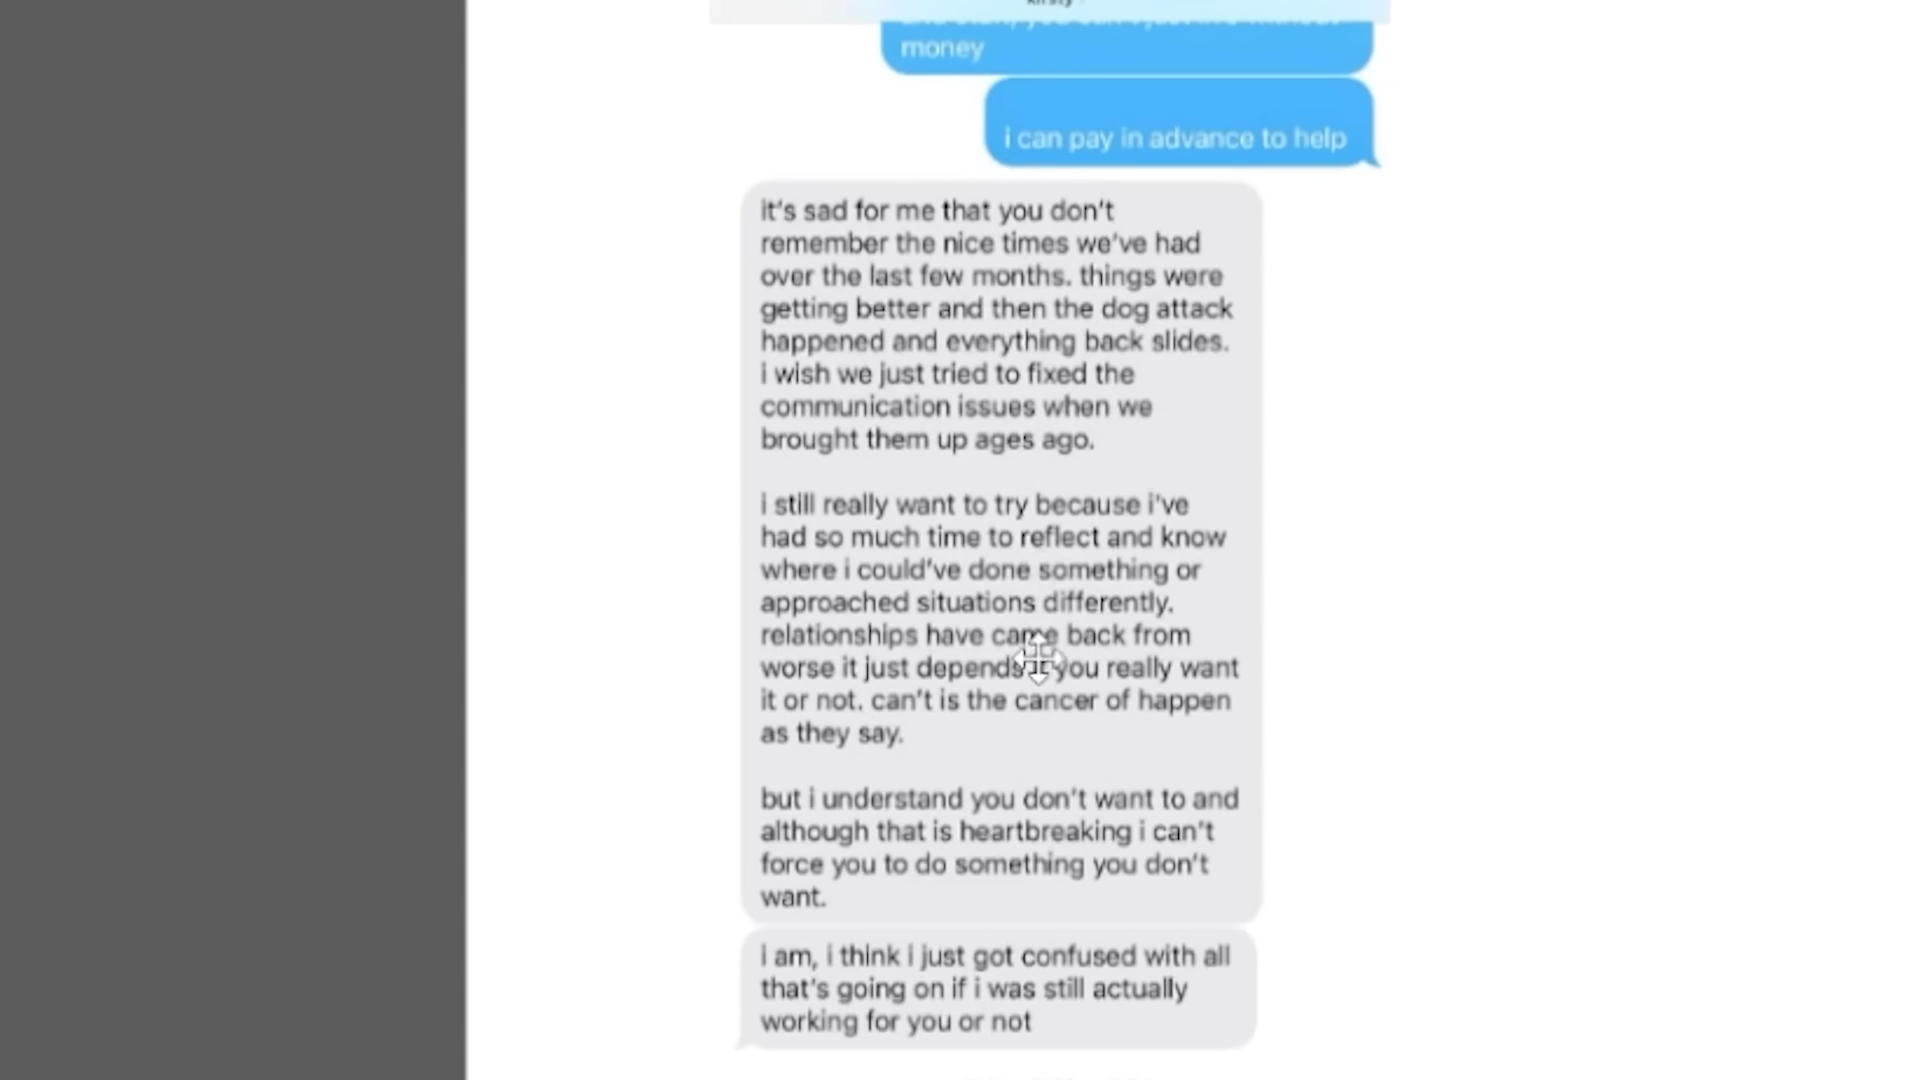 kirsty
money
i can pay in advance to help
it's sad for me that you don't
remember the nice times we've had
over the last few months. things were
getting better and then the dog attack
happened and everything back slides.
i wish we just tried to fixed the
communication issues when we
brought them up ages ago.
i still really want to try because i've
had so much time to reflect and know
where i could've done something or
approached situations differently.
relationships have came back from
worse it just depends if you really want
it or not. can't is the cancer of happen
as they say.
but i understand you don't want to and
although that is heartbreaking i can't
force you to do something you don't
want.
i am, i think i just got confused with all
that's going on if i was still actually
working for you or not